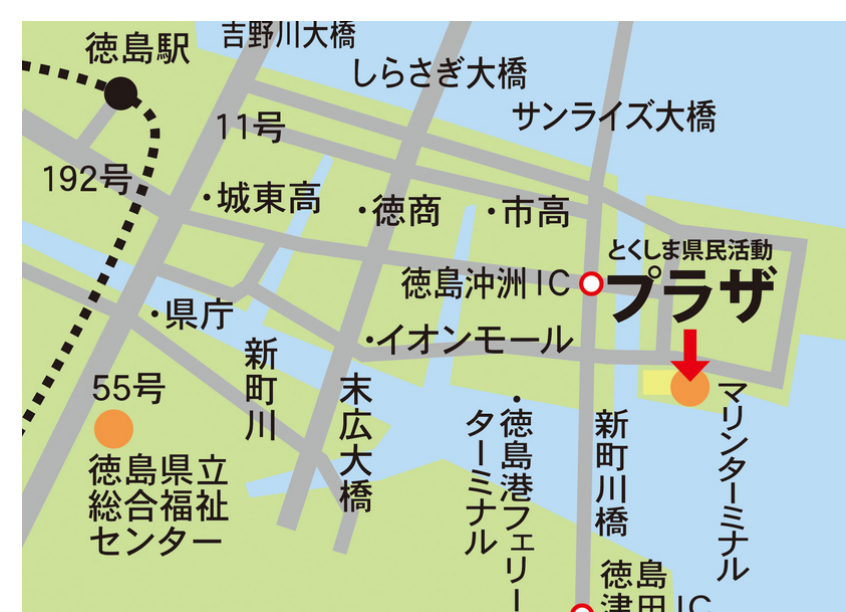 吉野川大橋
徳島駅
しらさぎ大橋
サンライズ大橋
11号
192号
・城東高
・徳商
・市高
とくしま県民活動
プラザ
徳島沖洲IC
・県庁
・イオンモール
新町川
55号
末広大橋
マリンターミナル
・徳島港フェリー
ターミナル
新町川橋
徳島県立
総合福祉
センター
徳島
津田IC